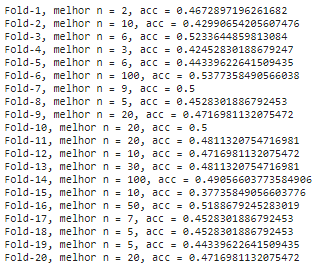 Fold-1, melhor n = 2, acc = 0.4672897196261682
Fold-2, melhor n = 10, acc = 0.42990654205607476
Fold-3, melhor n = 6, acc = 0.5233644859813084
Fold-4, melhor n = 3, acc = 0.42452830188679247
Fold-5, melhor n = 6, acc = 0.44339622641509435
Fold-6, melhor n = 100, acc = 0.5377358490566038
Fold-7, melhor n = 9, acc = 0.5
Fold-8, melhor n = 5, acc = 0.4528301886792453
Fold-9, melhor n = 20, acc = 0.4716981132075472
Fold-10, melhor n = 20, acc = 0.5
Fold-11, melhor n = 20, acc = 0.4811320754716981
Fold-12, melhor n = 10, acc = 0.4716981132075472
Fold-13, melhor n = 30, acc = 0.4811320754716981
Fold-14, melhor n = 100, acc = 0.49056603773584906
Fold-15, melhor n = 10, acc = 0.37735849056603776
Fold-16, melhor n = 50, acc = 0.5188679245283019
Fold-17, melhor n = 7, acc = 0.4528301886792453
Fold-18, melhor n = 5, acc = 0.4528301886792453
Fold-19, melhor n = 5, acc = 0.44339622641509435
Fold-20, melhor n = 20, acc = 0.4716981132075472